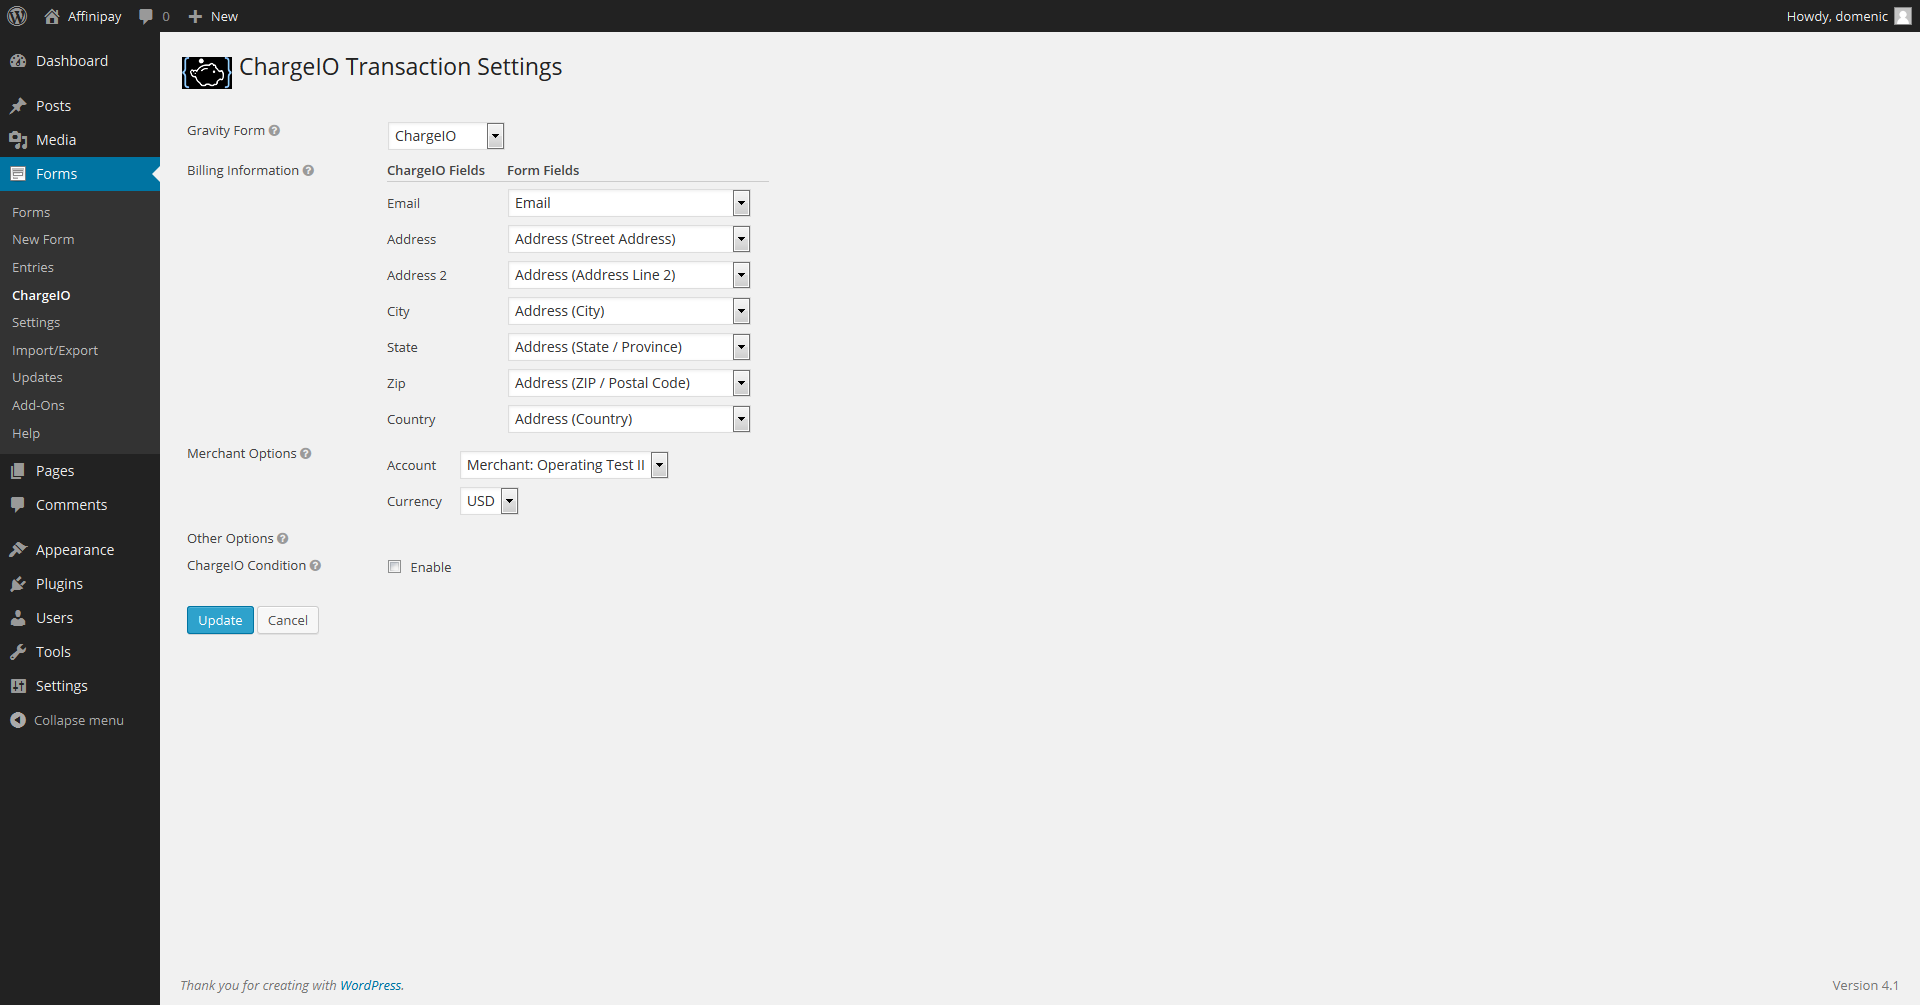 Affinipay 0 New Howdy, domenic
Dashboard
Posts
Media
Forms
Forms
New Form
Entries
ChargeIO
Settings
Import/Export
Updates
Add-Ons
Help
Pages
Comments
Appearance
Plugins
Users
Tools
Settings
Collapse menu
ChargeIO Transaction Settings
Gravity Form ? ChargeIO
Billing Information ? ChargeIO Fields Form Fields
Email Email
Address Address (Street Address)
Address 2 Address (Address Line 2)
City Address (City)
State Address (State / Province)
Zip Address (ZIP / Postal Code)
Country Address (Country)
Merchant Options ?
Account Merchant: Operating Test II
Currency USD
Other Options ?
ChargeIO Condition ? Enable
Update Cancel
Thank you for creating with WordPress. Version 4.1